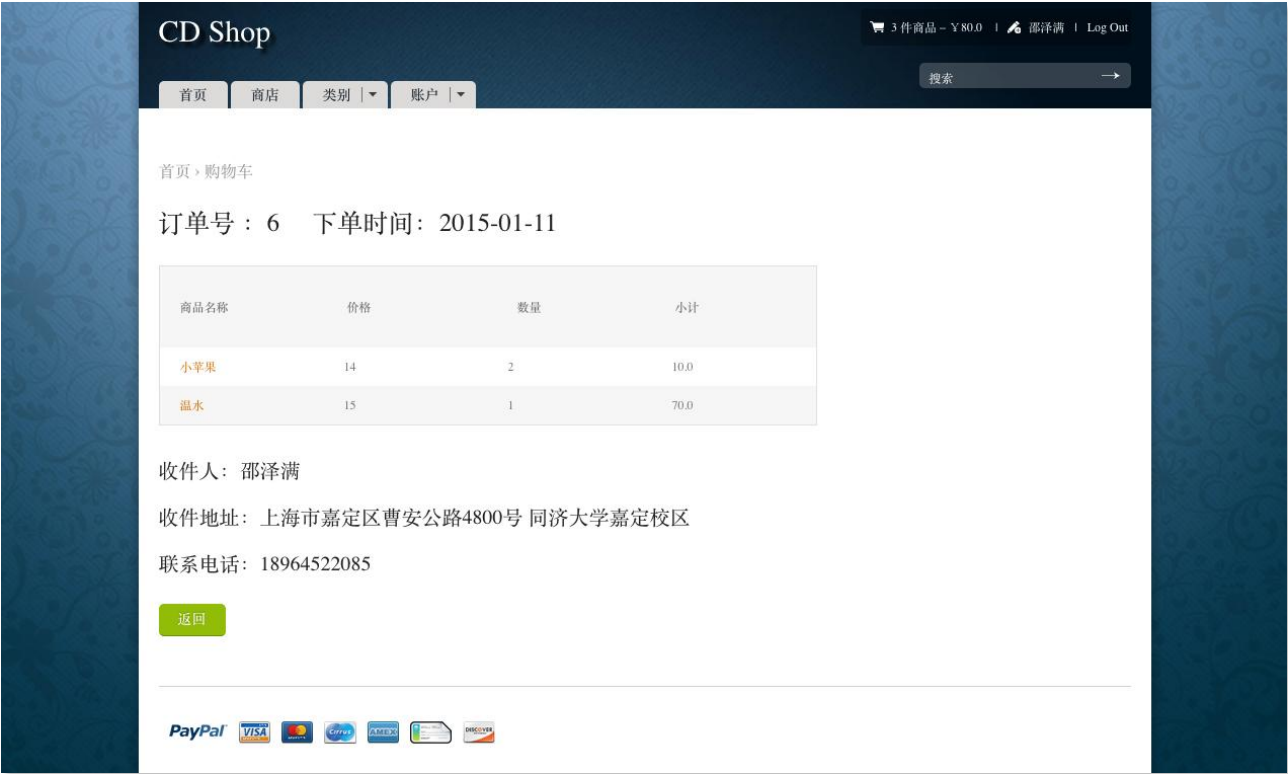 CD Shop
3 件商品 – ￥80.0 | 邵泽满 | Log Out
搜索
首页 商店 类别 账户
首页 › 购物车
订单号 : 6 下单时间: 2015-01-11
商品名称 价格 数量 小计
小苹果 14 2 10.0
温水 15 1 70.0
收件人: 邵泽满
收件地址: 上海市嘉定区曹安公路4800号 同济大学嘉定校区
联系电话: 18964522085
返回
PayPal VISA Cirrus AMEX DISCOVER